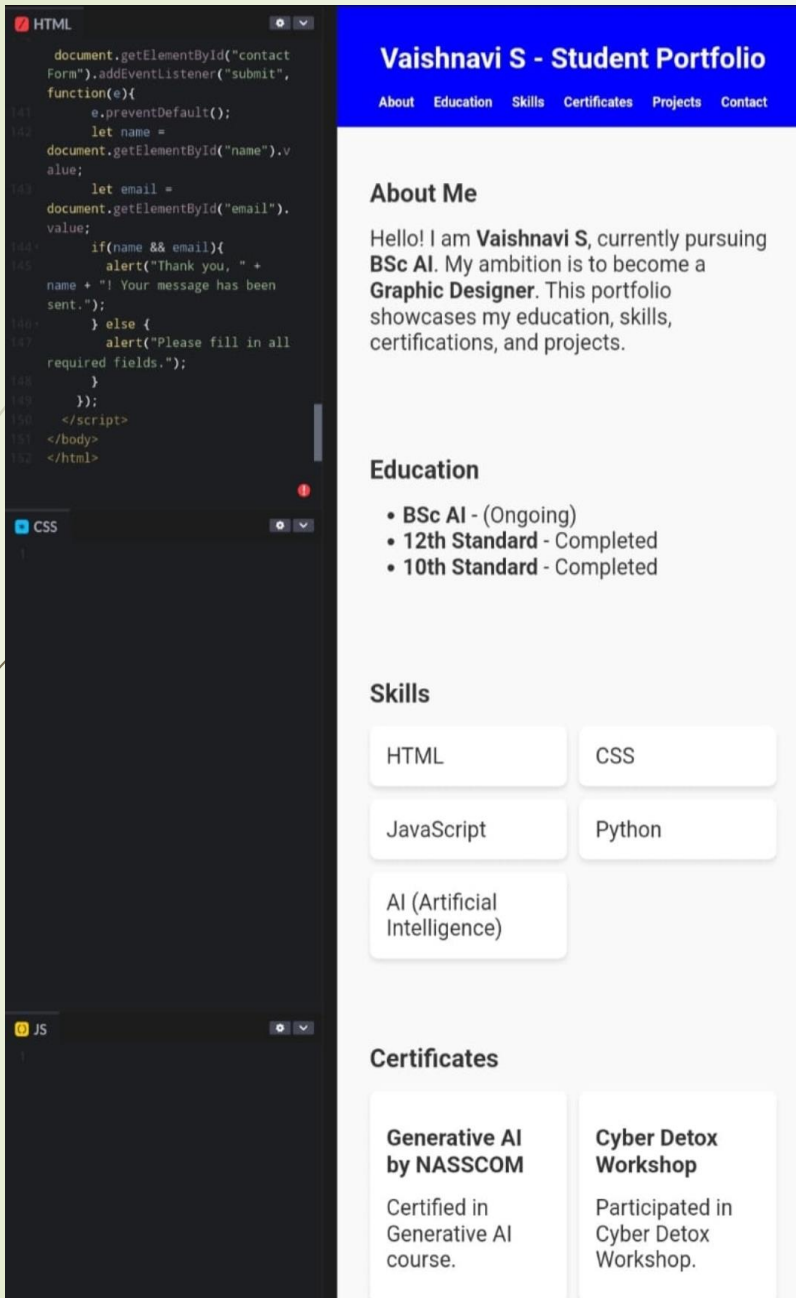 HTML
document.getElementById("contact
Form").addEventListener("submit",
function(e){
141 e.preventDefault();
142 let name =
document.getElementById("name").v
alue;
143 let email =
document.getElementById("email").
value;
144 if(name && email){
145 alert("Thank you, " +
name + "! Your message has been
sent.");
146 } else {
147 alert("Please fill in all
required fields.");
148 }
149 });
150 </script>
151 </body>
152 </html>
CSS
1
JS
1
Vaishnavi S - Student Portfolio
About Education Skills Certificates Projects Contact
About Me
Hello! I am Vaishnavi S, currently pursuing
BSc AI. My ambition is to become a
Graphic Designer. This portfolio
showcases my education, skills,
certifications, and projects.
Education
• BSc AI - (Ongoing)
• 12th Standard - Completed
• 10th Standard - Completed
Skills
HTML
CSS
JavaScript
Python
AI (Artificial
Intelligence)
Certificates
Generative AI
by NASSCOM
Certified in
Generative AI
course.
Cyber Detox
Workshop
Participated in
Cyber Detox
Workshop.